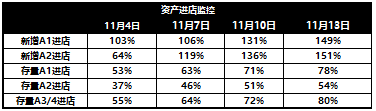 资产进店监控
11月4日 11月7日 11月10日 11月13日
新增A1进店 103% 106% 131% 149%
新增A2进店 64% 119% 136% 151%
存量A1进店 53% 63% 71% 78%
存量A2进店 37% 46% 51% 54%
存量A3/4进店 55% 64% 72% 80%